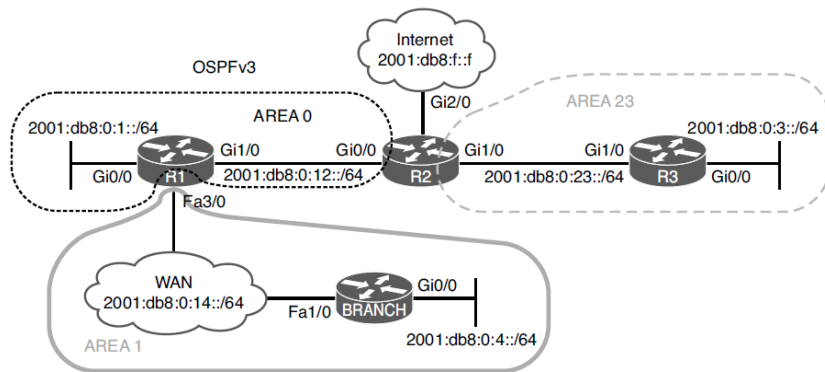 Internet
2001:db8:f::f
OSPFv3
Gi2/0
AREA 0
AREA 23
2001:db8:0:1::/64
2001:db8:0:3::/64
Gi1/0
Gi0/0
Gi1/0
Gi1/0
Gi0/0
R1
2001:db8:0:12::/64
R2
2001:db8:0:23::/64
R3
Gi0/0
Fa3/0
WAN
2001:db8:0:14::/64
Gi0/0
Fa1/0
BRANCH
AREA 1
2001:db8:0:4::/64